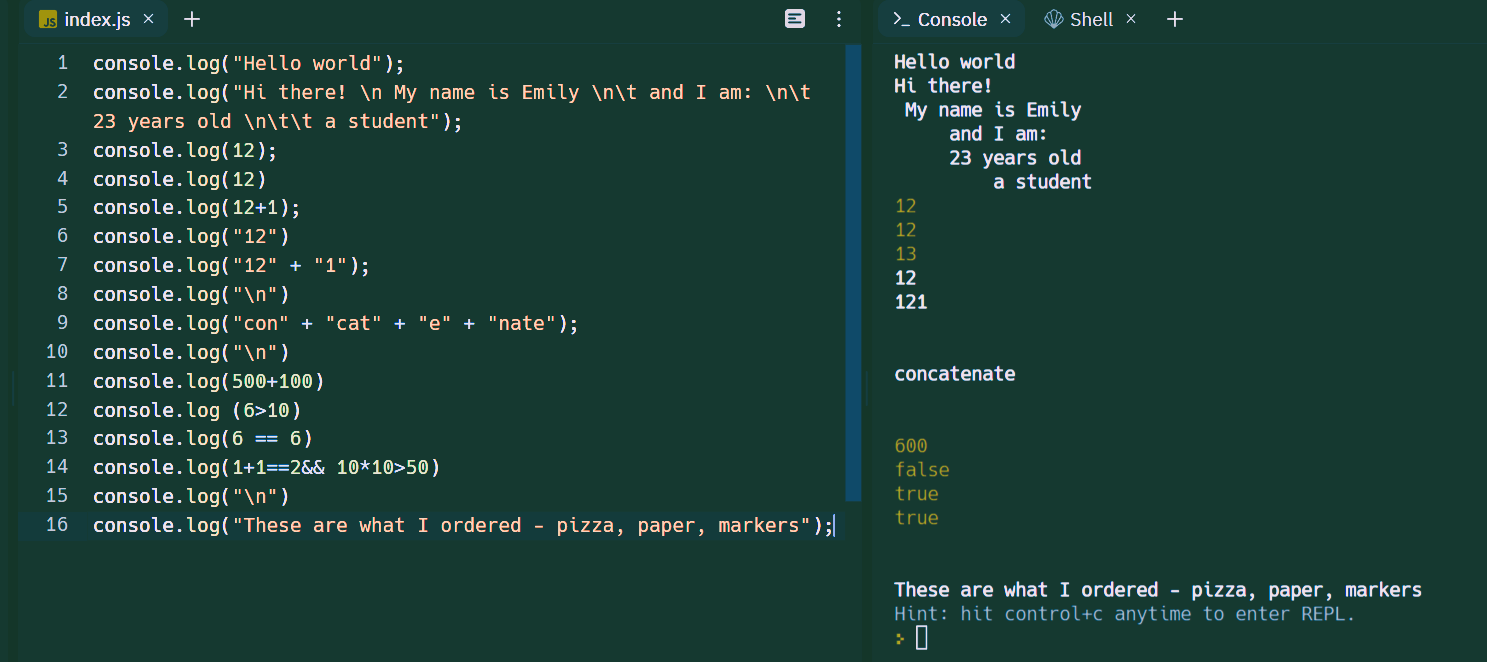 JS index.js × +
1 console.log("Hello world");
2 console.log("Hi there! \n My name is Emily \n\t and I am: \n\t
23 years old \n\t\t a student");
3 console.log(12);
4 console.log(12)
5 console.log(12+1);
6 console.log("12")
7 console.log("12" + "1");
8 console.log("\n")
9 console.log("con" + "cat" + "e" + "nate");
10 console.log("\n")
11 console.log(500+100)
12 console.log (6>10)
13 console.log(6 == 6)
14 console.log(1+1==2&& 10*10>50)
15 console.log("\n")
16 console.log("These are what I ordered - pizza, paper, markers");
>_ Console × Shell × +
Hello world
Hi there!
My name is Emily
and I am:
23 years old
a student
12
12
13
12
121
concatenate
600
false
true
true
These are what I ordered - pizza, paper, markers
Hint: hit control+c anytime to enter REPL.